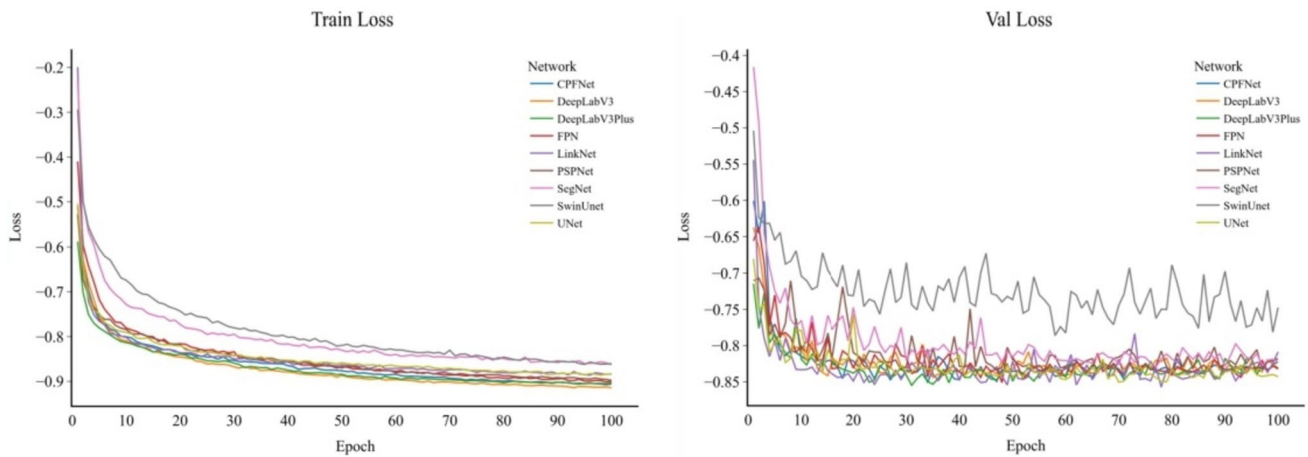 Train Loss
Loss
−0.2
−0.3
−0.4
−0.5
−0.6
−0.7
−0.8
−0.9
0 10 20 30 40 50 60 70 80 90 100
Epoch
Network
CPFNet
DeepLabV3
DeepLabV3Plus
FPN
LinkNet
PSPNet
SegNet
SwinUnet
UNet
Val Loss
Loss
−0.4
−0.45
−0.5
−0.55
−0.6
−0.65
−0.7
−0.75
−0.8
−0.85
0 10 20 30 40 50 60 70 80 90 100
Epoch
Network
CPFNet
DeepLabV3
DeepLabV3Plus
FPN
LinkNet
PSPNet
SegNet
SwinUnet
UNet